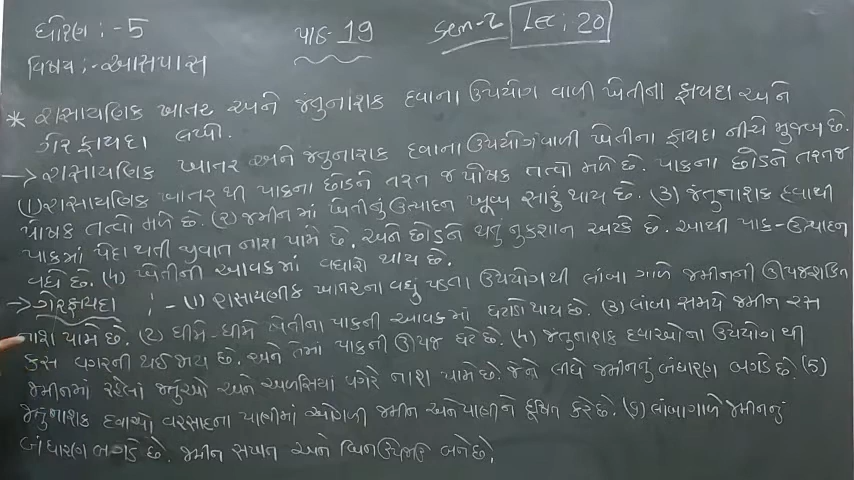 ધોરણ :- 5 પાઠ- 19 Sem-2 Lec: 20
વિષય :- આસપાસ
* રાસાયણિક ખાતર અને જંતુનાશક દવાના ઉપયોગ વાળી ખેતીના ફાયદા અને
ગેરફાયદા લખો.
→ રાસાયણિક ખાતર અને જંતુનાશક દવાના ઉપયોગવાળી ખેતીના ફાયદા નીચે મુજબ છે.
(1) રાસાયણિક ખાતર થી પાકના છોડને તરત જ પોષક તત્વો મળે છે. પાકના છોડને તરત જ
પોષક તત્વો મળે છે. (2) જમીન માં ખેતીનું ઉત્પાદન ખૂબ સારું થાય છે. (3) જંતુનાશક દવાથી
પાકમાં પેદા થતી જીવાત નાશ પામે છે. અને છોડને થતું નુકશાન અટકે છે. આથી પાક-ઉત્પાદન
વધે છે. (4) ખેતીની આવકમાં વધારો થાય છે.
→ ગેરફાયદા :- (1) રાસાયણીક ખાતરના વધુ પડતા ઉપયોગથી લાંબા ગાળે જમીનની ઊપજશક્તિ
નાશ પામે છે. (2) ધીમે-ધીમે ખેતીના પાકની આવકમાં ઘટાડો થાય છે. (3) લાંબા સમયે જમીન રસ
કસ વગરની થઈ જાય છે. અને તેમાં પાકની ઊપજ ઘટે છે. (4) જંતુનાશક દવાઓના ઉપયોગ થી
જમીનમાં રહેલાં જંતુઓ અને અળસિયાં વગેરે નાશ પામે છે. જેને લીધે જમીનનું બંધારણ બગડે છે. (5)
જંતુનાશક દવાઓ વરસાદના પાણીમાં ઓગળી જમીન અને પાણીને દૂષિત કરે છે. (6) લાંબાગાળે જમીનનું
બંધારણ બગડે છે. જમીન સખત અને બિનઉપજાઉ બને છે.